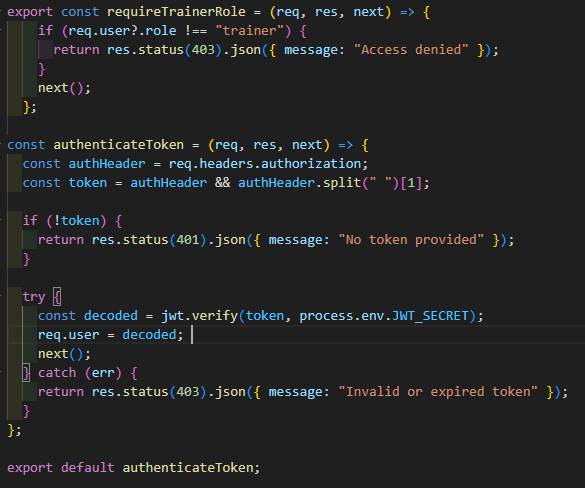 export const requireTrainerRole = (req, res, next) => {
    if (req.user?.role !== "trainer") {
      return res.status(403).json({ message: "Access denied" });
    }
    next();
  };

const authenticateToken = (req, res, next) => {
  const authHeader = req.headers.authorization;
  const token = authHeader && authHeader.split(" ")[1];

  if (!token) {
    return res.status(401).json({ message: "No token provided" });
  }

  try {
    const decoded = jwt.verify(token, process.env.JWT_SECRET);
    req.user = decoded;
    next();
  } catch (err) {
    return res.status(403).json({ message: "Invalid or expired token" });
  }
};

export default authenticateToken;